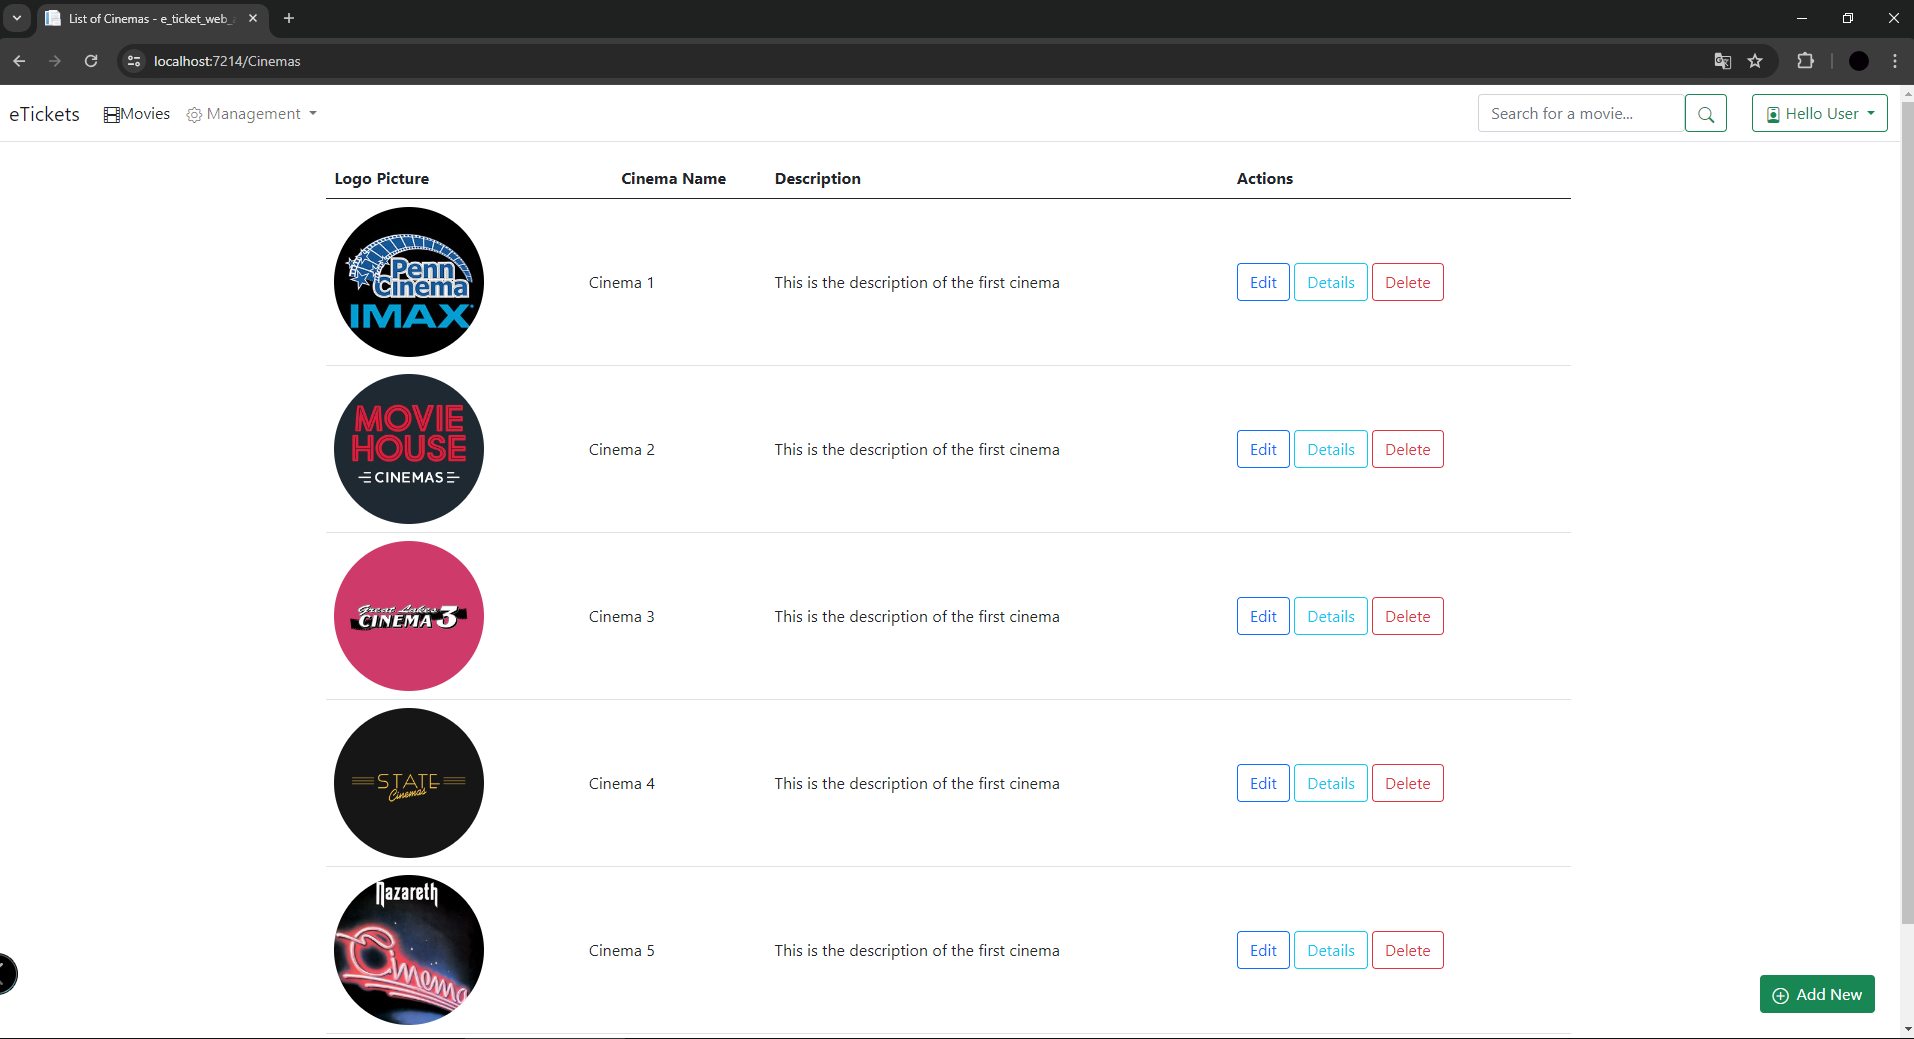 List of Cinemas - e_ticket_web_
localhost:7214/Cinemas
eTickets Movies Management Search for a movie... Hello User
Logo Picture Cinema Name Description Actions
Penn
Cinema
IMAX
Cinema 1 This is the description of the first cinema Edit Details Delete
MOVIE
HOUSE
CINEMAS
Cinema 2 This is the description of the first cinema Edit Details Delete
Great Lakes
CINEMA 3
Cinema 3 This is the description of the first cinema Edit Details Delete
STATE
Cinemas
Cinema 4 This is the description of the first cinema Edit Details Delete
Nazareth
Cinema
Cinema 5 This is the description of the first cinema Edit Details Delete
Add New